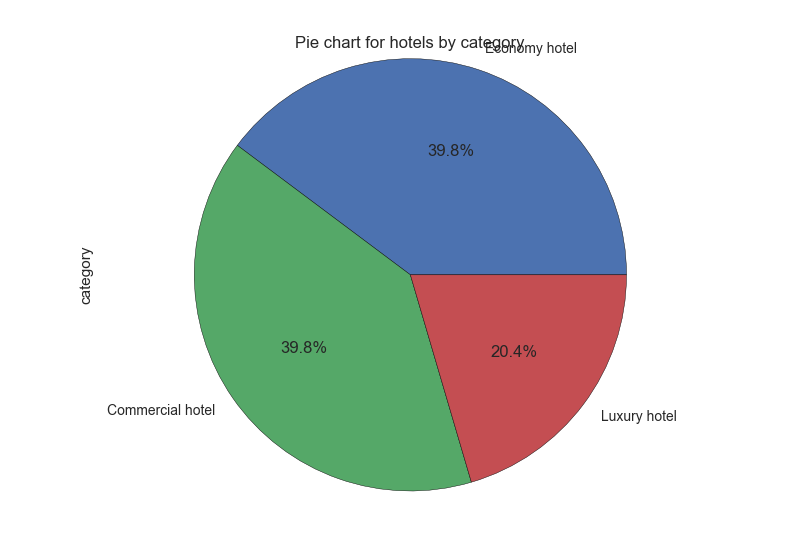 Pie chart for hotels by category
Economy hotel
39.8%
category
39.8%
20.4%
Commercial hotel
Luxury hotel